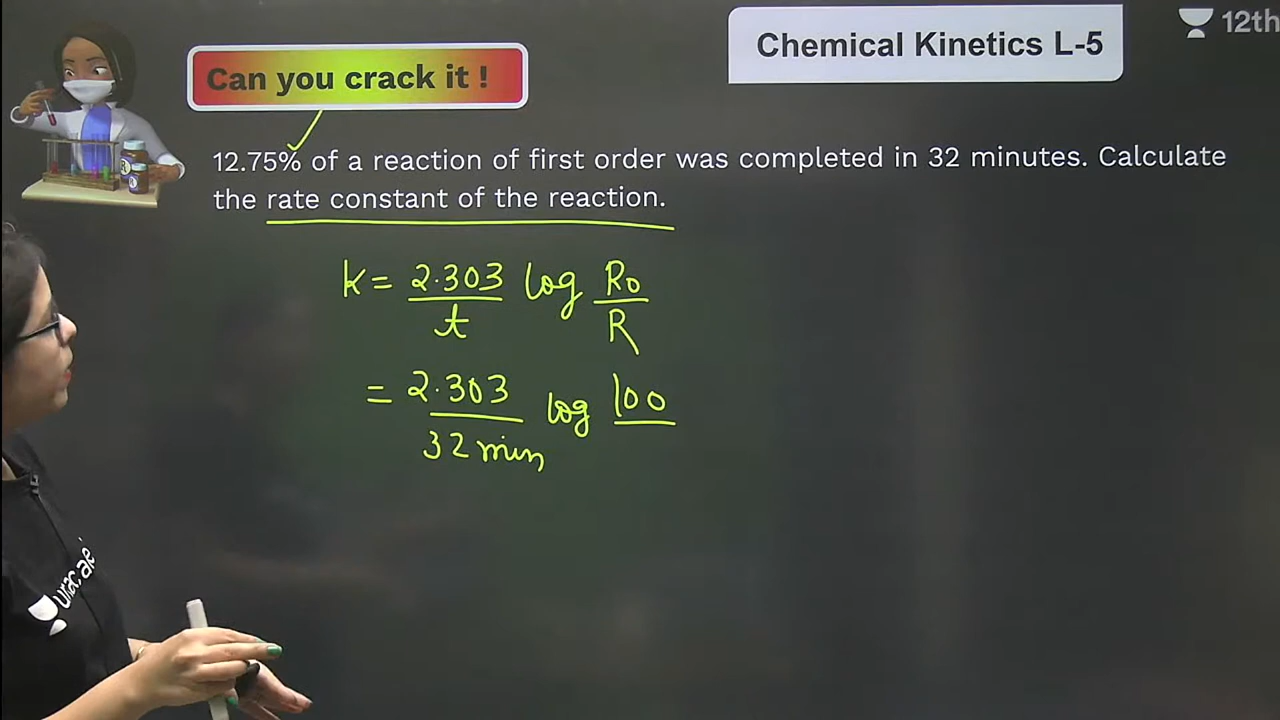 Chemical Kinetics L-5
12th
Can you crack it !
12.75% of a reaction of first order was completed in 32 minutes. Calculate
the rate constant of the reaction.
k = 2.303 / t log R0 / R
= 2.303 / 32 min log 100